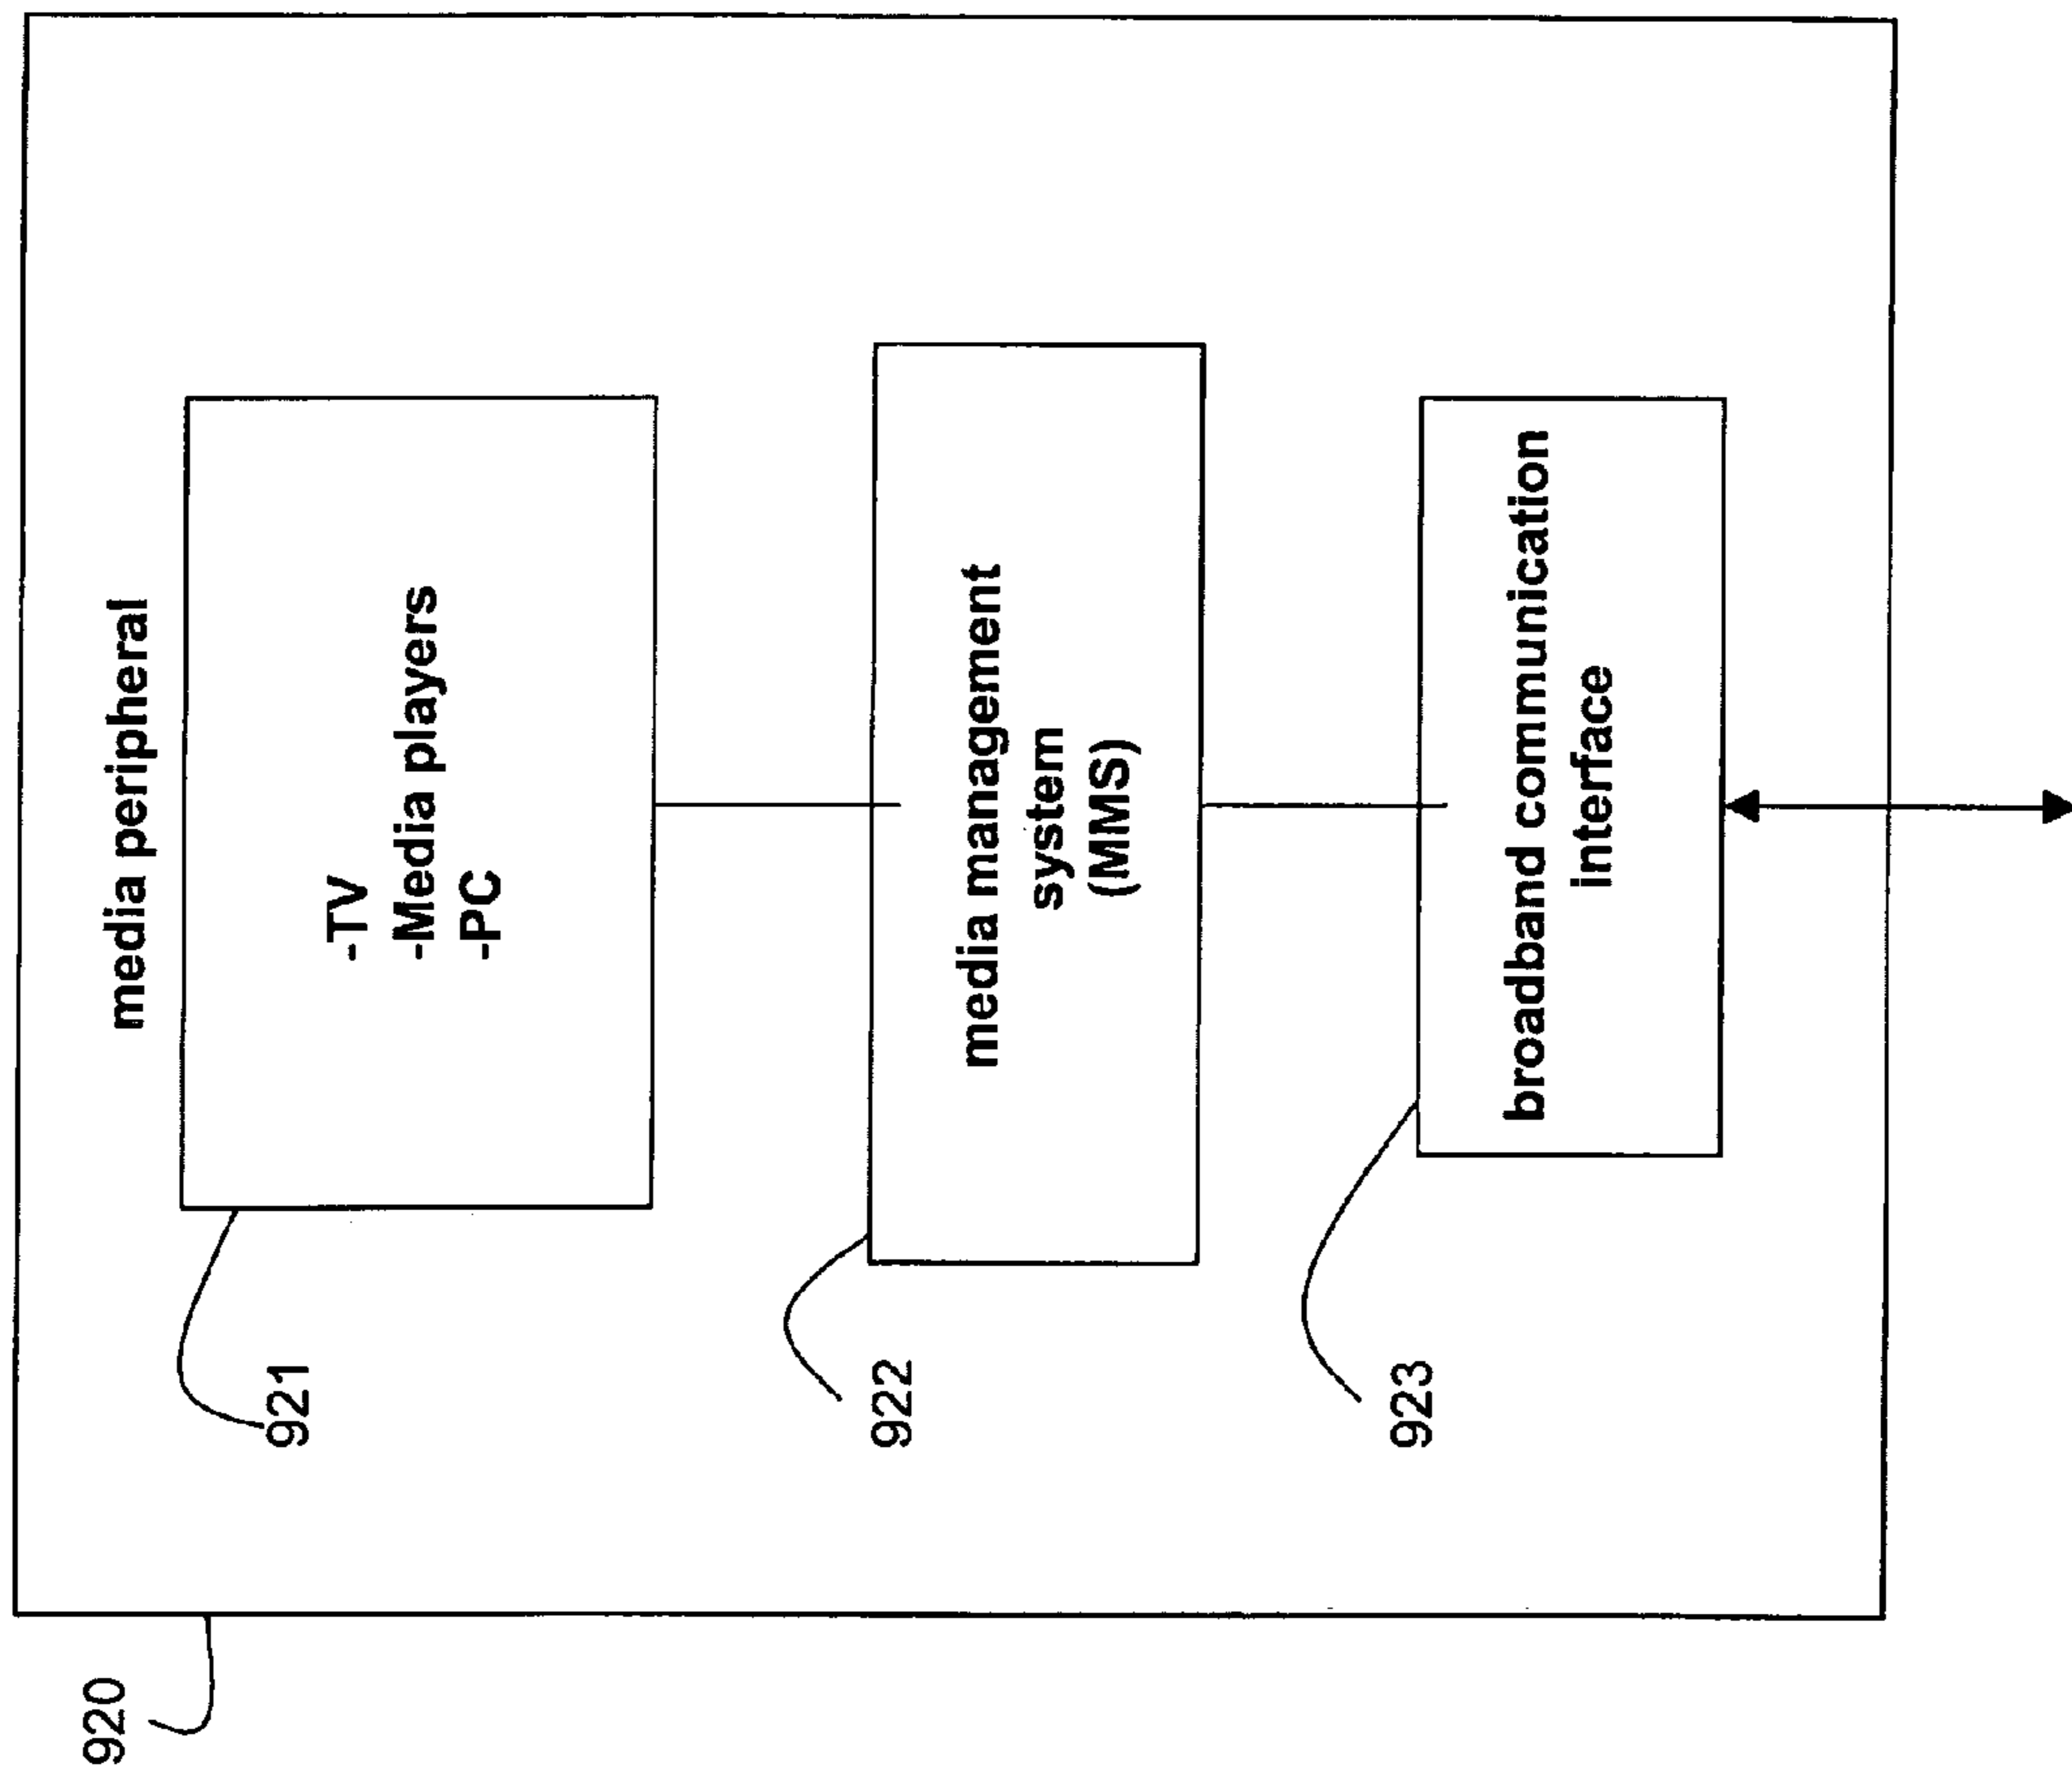 920
media peripheral
921
-TV
-Media players
-PC
922
media management
system
(MMS)
923
broadband communication
interface